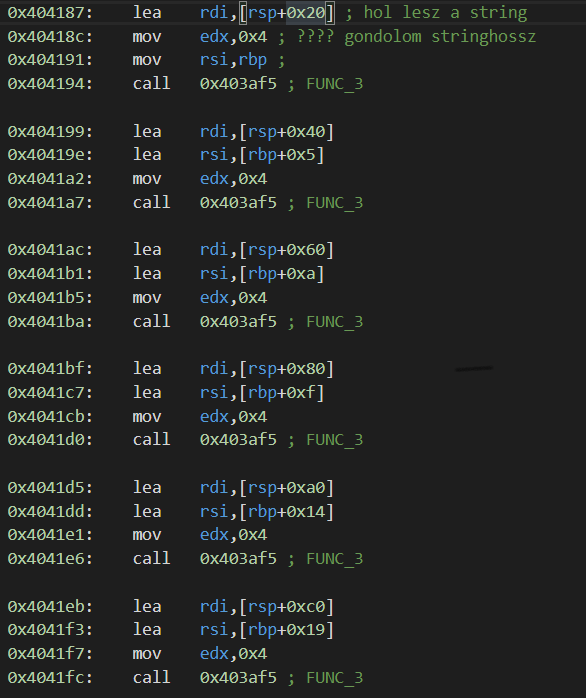 0x404187: lea rdi,[rsp+0x20] ; hol lesz a string
0x40418c: mov edx,0x4 ; ???? gondolom stringhossz
0x404191: mov rsi,rbp ;
0x404194: call 0x403af5 ; FUNC_3
0x404199: lea rdi,[rsp+0x40]
0x40419e: lea rsi,[rbp+0x5]
0x4041a2: mov edx,0x4
0x4041a7: call 0x403af5 ; FUNC_3
0x4041ac: lea rdi,[rsp+0x60]
0x4041b1: lea rsi,[rbp+0xa]
0x4041b5: mov edx,0x4
0x4041ba: call 0x403af5 ; FUNC_3
0x4041bf: lea rdi,[rsp+0x80]
0x4041c7: lea rsi,[rbp+0xf]
0x4041cb: mov edx,0x4
0x4041d0: call 0x403af5 ; FUNC_3
0x4041d5: lea rdi,[rsp+0xa0]
0x4041dd: lea rsi,[rbp+0x14]
0x4041e1: mov edx,0x4
0x4041e6: call 0x403af5 ; FUNC_3
0x4041eb: lea rdi,[rsp+0xc0]
0x4041f3: lea rsi,[rbp+0x19]
0x4041f7: mov edx,0x4
0x4041fc: call 0x403af5 ; FUNC_3